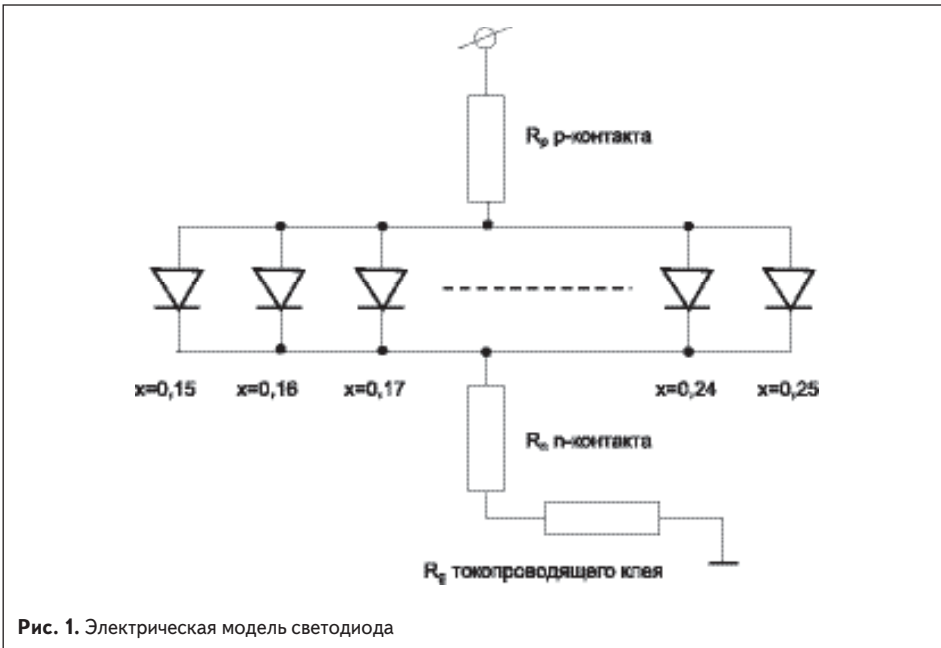 Rp р-контакта
x=0,15 x=0,16 x=0,17 x=0,24 x=0,25
Rn n-контакта
Rg токопроводящего клея
Рис. 1. Электрическая модель светодиода